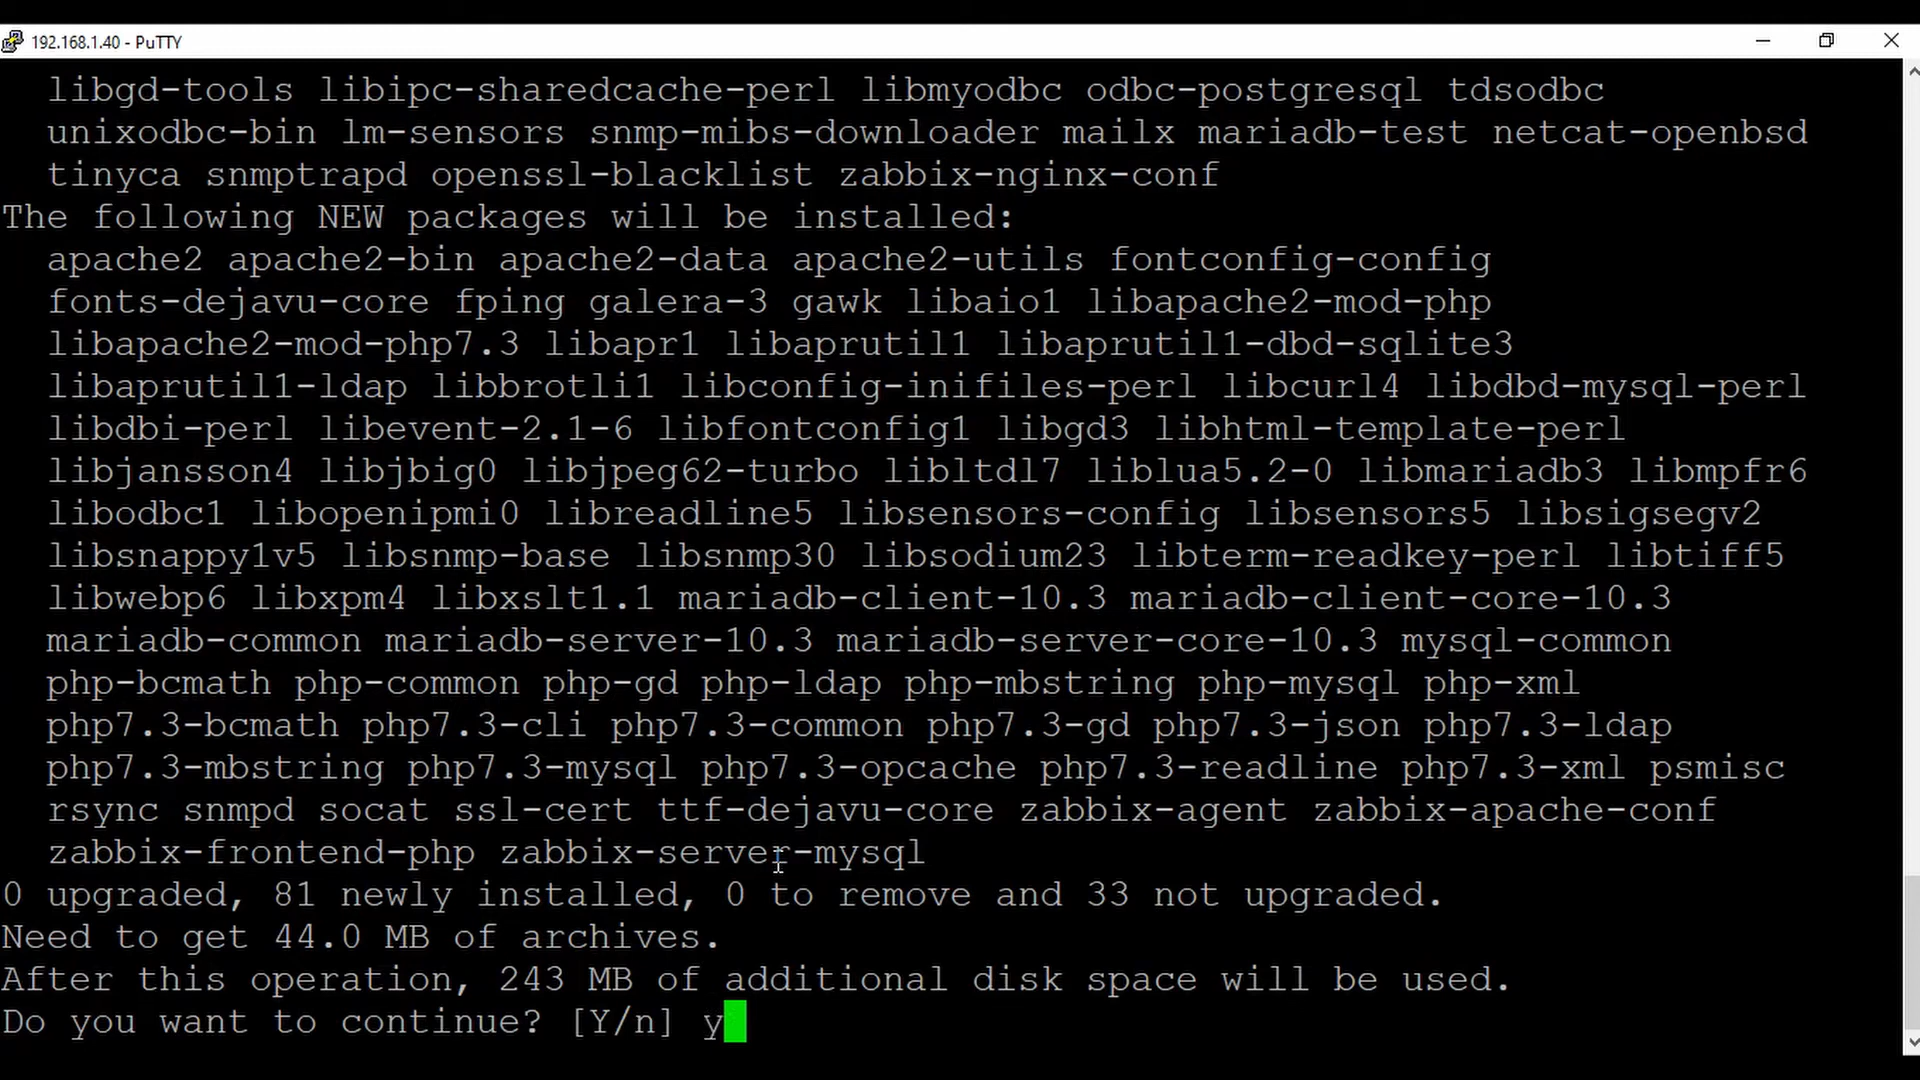 192.168.1.40 - PuTTY
libgd-tools libipc-sharedcache-perl libmyodbc odbc-postgresql tdsodbc
unixodbc-bin lm-sensors snmp-mibs-downloader mailx mariadb-test netcat-openbsd
tinyca snmptrapd openssl-blacklist zabbix-nginx-conf
The following NEW packages will be installed:
apache2 apache2-bin apache2-data apache2-utils fontconfig-config
fonts-dejavu-core fping galera-3 gawk libaio1 libapache2-mod-php
libapache2-mod-php7.3 libapr1 libaprutil1 libaprutil1-dbd-sqlite3
libaprutil1-ldap libbrotli1 libconfig-inifiles-perl libcurl4 libdbd-mysql-perl
libdbi-perl libevent-2.1-6 libfontconfig1 libgd3 libhtml-template-perl
libjansson4 libjbig0 libjpeg62-turbo libltdl7 liblua5.2-0 libmariadb3 libmpfr6
libodbc1 libopenipmi0 libreadline5 libsensors-config libsensors5 libsigsegv2
libsnappy1v5 libsnmp-base libsnmp30 libsodium23 libterm-readkey-perl libtiff5
libwebp6 libxpm4 libxslt1.1 mariadb-client-10.3 mariadb-client-core-10.3
mariadb-common mariadb-server-10.3 mariadb-server-core-10.3 mysql-common
php-bcmath php-common php-gd php-ldap php-mbstring php-mysql php-xml
php7.3-bcmath php7.3-cli php7.3-common php7.3-gd php7.3-json php7.3-ldap
php7.3-mbstring php7.3-mysql php7.3-opcache php7.3-readline php7.3-xml psmisc
rsync snmpd socat ssl-cert ttf-dejavu-core zabbix-agent zabbix-apache-conf
zabbix-frontend-php zabbix-server-mysql
0 upgraded, 81 newly installed, 0 to remove and 33 not upgraded.
Need to get 44.0 MB of archives.
After this operation, 243 MB of additional disk space will be used.
Do you want to continue? [Y/n] y